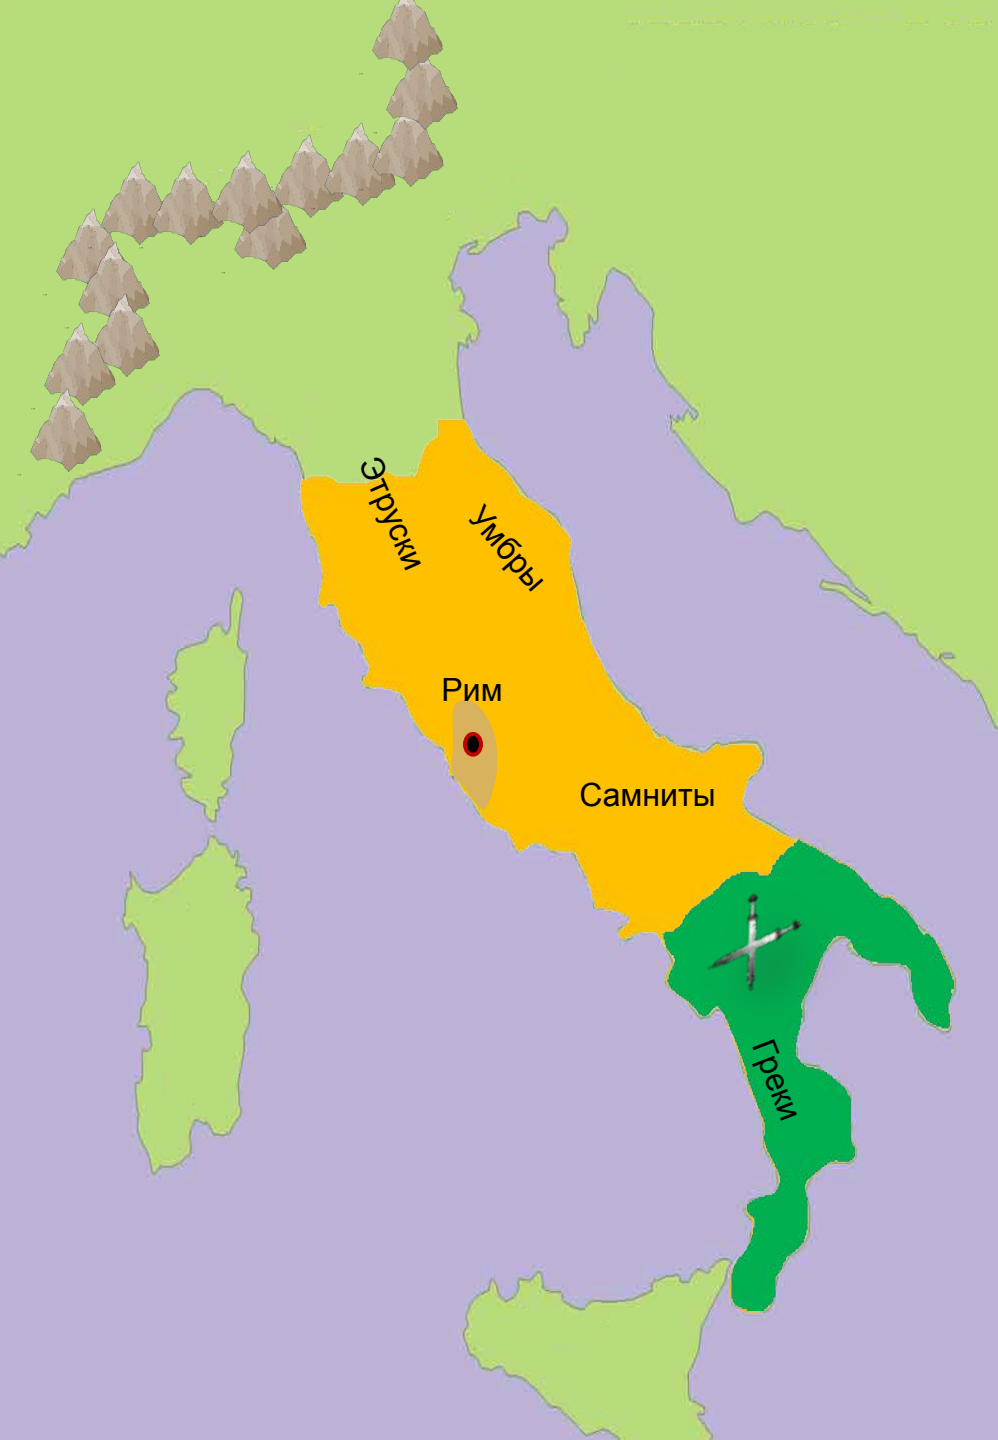 Этруски
Умбры
Рим
Самниты
Греки